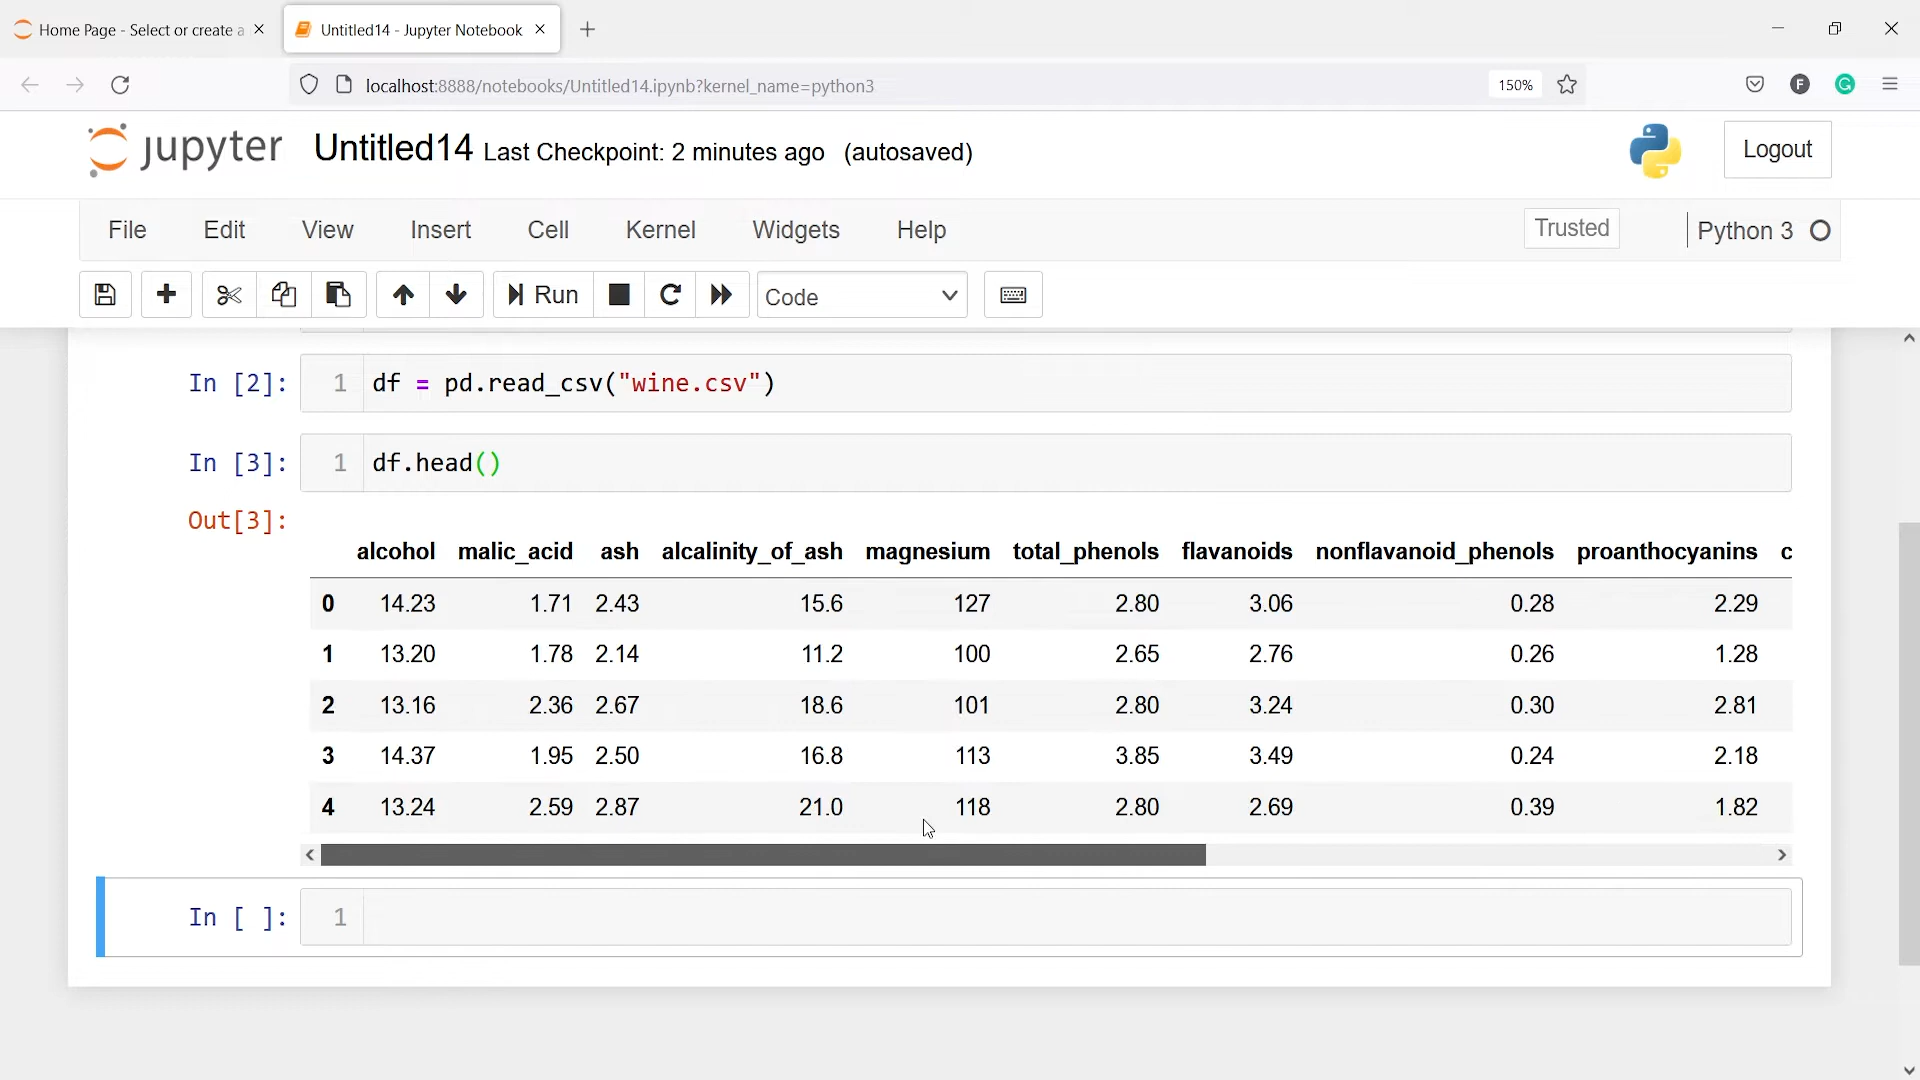 Home Page - Select or create a
Untitled14 - Jupyter Notebook
localhost:8888/notebooks/Untitled14.ipynb?kernel_name=python3
150%
F
G
jupyter Untitled14 Last Checkpoint: 2 minutes ago (autosaved)
Logout
File Edit View Insert Cell Kernel Widgets Help
Trusted
Python 3
Run
Code
In [2]: 1 df = pd.read_csv("wine.csv")
In [3]: 1 df.head()
Out[3]:
alcohol malic_acid ash alcalinity_of_ash magnesium total_phenols flavanoids nonflavanoid_phenols proanthocyanins c
0 14.23 1.71 2.43 15.6 127 2.80 3.06 0.28 2.29
1 13.20 1.78 2.14 11.2 100 2.65 2.76 0.26 1.28
2 13.16 2.36 2.67 18.6 101 2.80 3.24 0.30 2.81
3 14.37 1.95 2.50 16.8 113 3.85 3.49 0.24 2.18
4 13.24 2.59 2.87 21.0 118 2.80 2.69 0.39 1.82
In [ ]: 1